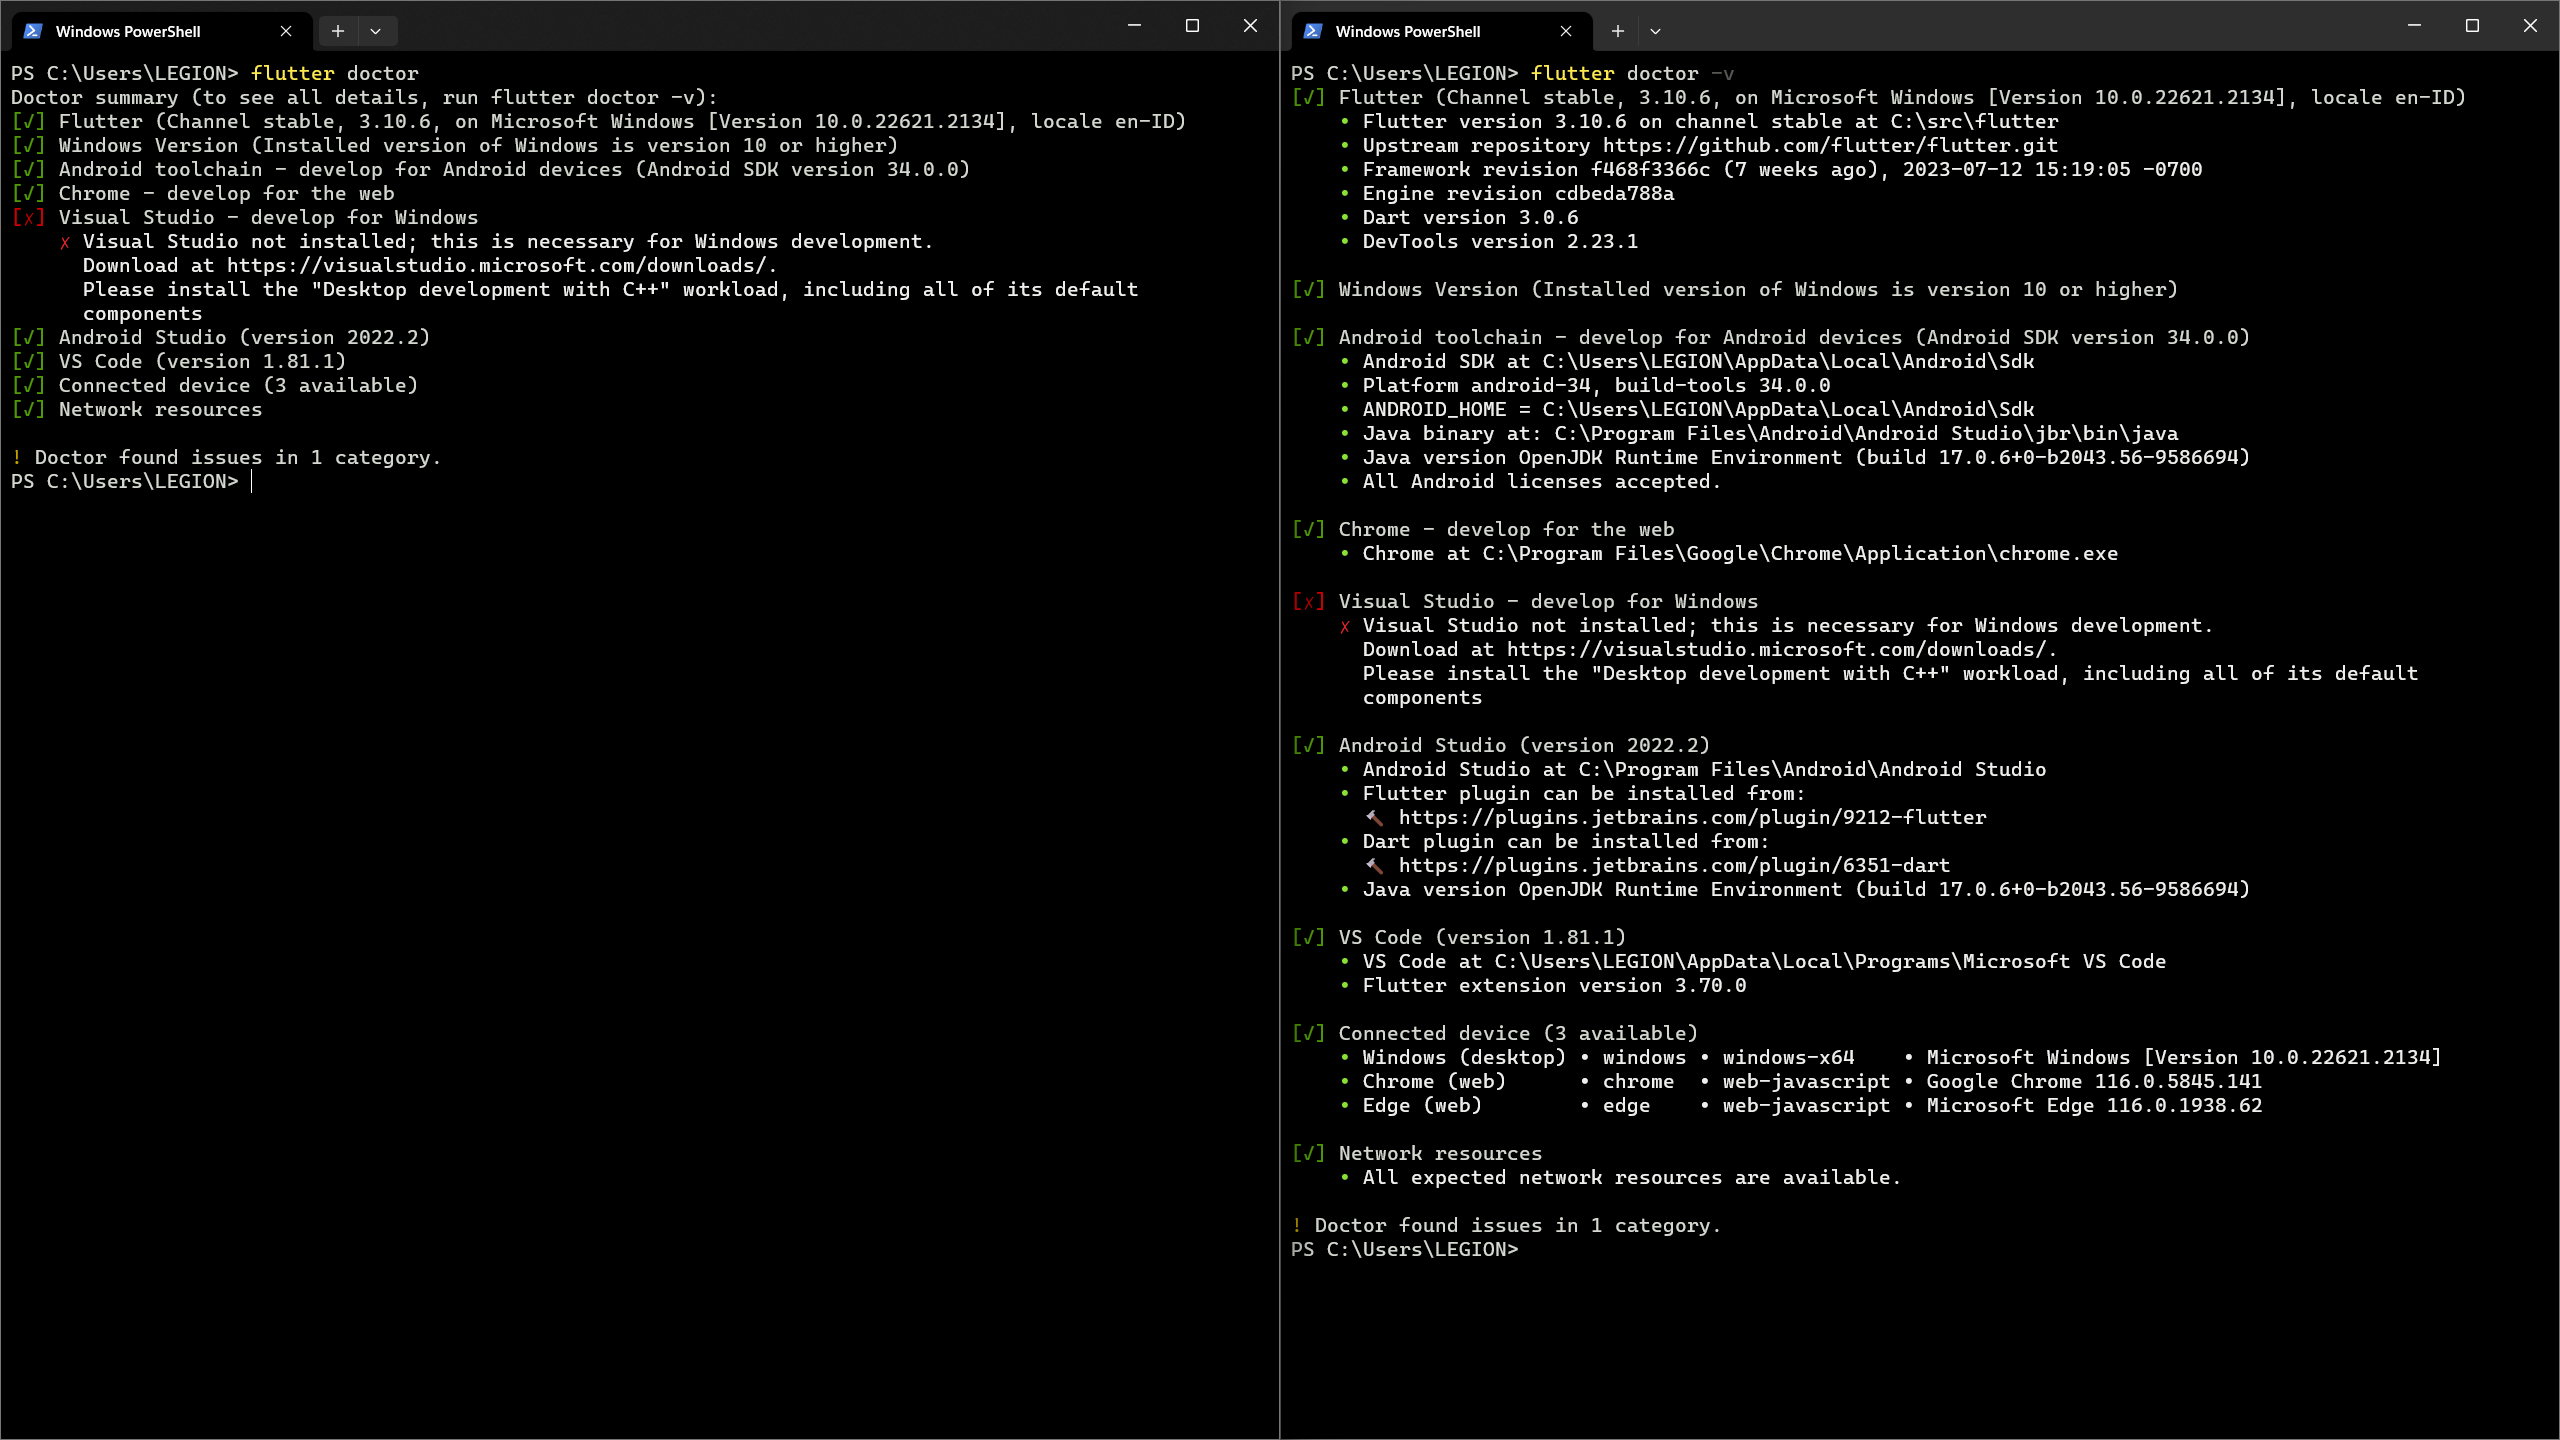 Windows PowerShell
PS C:\Users\LEGION> flutter doctor
Doctor summary (to see all details, run flutter doctor -v):
[√] Flutter (Channel stable, 3.10.6, on Microsoft Windows [Version 10.0.22621.2134], locale en-ID)
[√] Windows Version (Installed version of Windows is version 10 or higher)
[√] Android toolchain - develop for Android devices (Android SDK version 34.0.0)
[√] Chrome - develop for the web
[✗] Visual Studio - develop for Windows
✗ Visual Studio not installed; this is necessary for Windows development.
Download at https://visualstudio.microsoft.com/downloads/.
Please install the "Desktop development with C++" workload, including all of its default
components
[√] Android Studio (version 2022.2)
[√] VS Code (version 1.81.1)
[√] Connected device (3 available)
[√] Network resources
! Doctor found issues in 1 category.
PS C:\Users\LEGION>
Windows PowerShell
PS C:\Users\LEGION> flutter doctor -v
[√] Flutter (Channel stable, 3.10.6, on Microsoft Windows [Version 10.0.22621.2134], locale en-ID)
• Flutter version 3.10.6 on channel stable at C:\src\flutter
• Upstream repository https://github.com/flutter/flutter.git
• Framework revision f468f3366c (7 weeks ago), 2023-07-12 15:19:05 -0700
• Engine revision cdbeda788a
• Dart version 3.0.6
• DevTools version 2.23.1
[√] Windows Version (Installed version of Windows is version 10 or higher)
[√] Android toolchain - develop for Android devices (Android SDK version 34.0.0)
• Android SDK at C:\Users\LEGION\AppData\Local\Android\Sdk
• Platform android-34, build-tools 34.0.0
• ANDROID_HOME = C:\Users\LEGION\AppData\Local\Android\Sdk
• Java binary at: C:\Program Files\Android\Android Studio\jbr\bin\java
• Java version OpenJDK Runtime Environment (build 17.0.6+0-b2043.56-9586694)
• All Android licenses accepted.
[√] Chrome - develop for the web
• Chrome at C:\Program Files\Google\Chrome\Application\chrome.exe
[✗] Visual Studio - develop for Windows
✗ Visual Studio not installed; this is necessary for Windows development.
Download at https://visualstudio.microsoft.com/downloads/.
Please install the "Desktop development with C++" workload, including all of its default
components
[√] Android Studio (version 2022.2)
• Android Studio at C:\Program Files\Android\Android Studio
• Flutter plugin can be installed from:
🔨 https://plugins.jetbrains.com/plugin/9212-flutter
• Dart plugin can be installed from:
🔨 https://plugins.jetbrains.com/plugin/6351-dart
• Java version OpenJDK Runtime Environment (build 17.0.6+0-b2043.56-9586694)
[√] VS Code (version 1.81.1)
• VS Code at C:\Users\LEGION\AppData\Local\Programs\Microsoft VS Code
• Flutter extension version 3.70.0
[√] Connected device (3 available)
• Windows (desktop) • windows • windows-x64 • Microsoft Windows [Version 10.0.22621.2134]
• Chrome (web) • chrome • web-javascript • Google Chrome 116.0.5845.141
• Edge (web) • edge • web-javascript • Microsoft Edge 116.0.1938.62
[√] Network resources
• All expected network resources are available.
! Doctor found issues in 1 category.
PS C:\Users\LEGION>